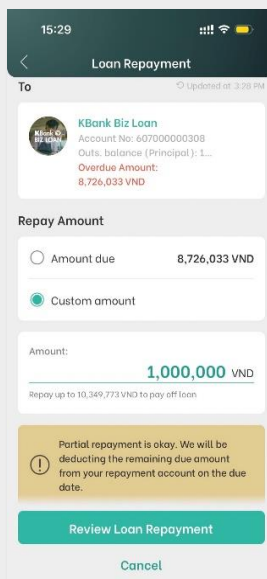 15:29
Loan Repayment
To
Updated at 3:28 PM
KBank
BIZ LOAN
KBank Biz Loan
Account No: 607000000308
Outs. balance (Principal): 1...
Overdue Amount:
8,726,033 VND
Repay Amount
Amount due 8,726,033 VND
Custom amount
Amount:
1,000,000 VND
Repay up to 10,349,773 VND to pay off loan
Partial repayment is okay. We will be
deducting the remaining due amount
from your repayment account on the due
date.
Review Loan Repayment
Cancel